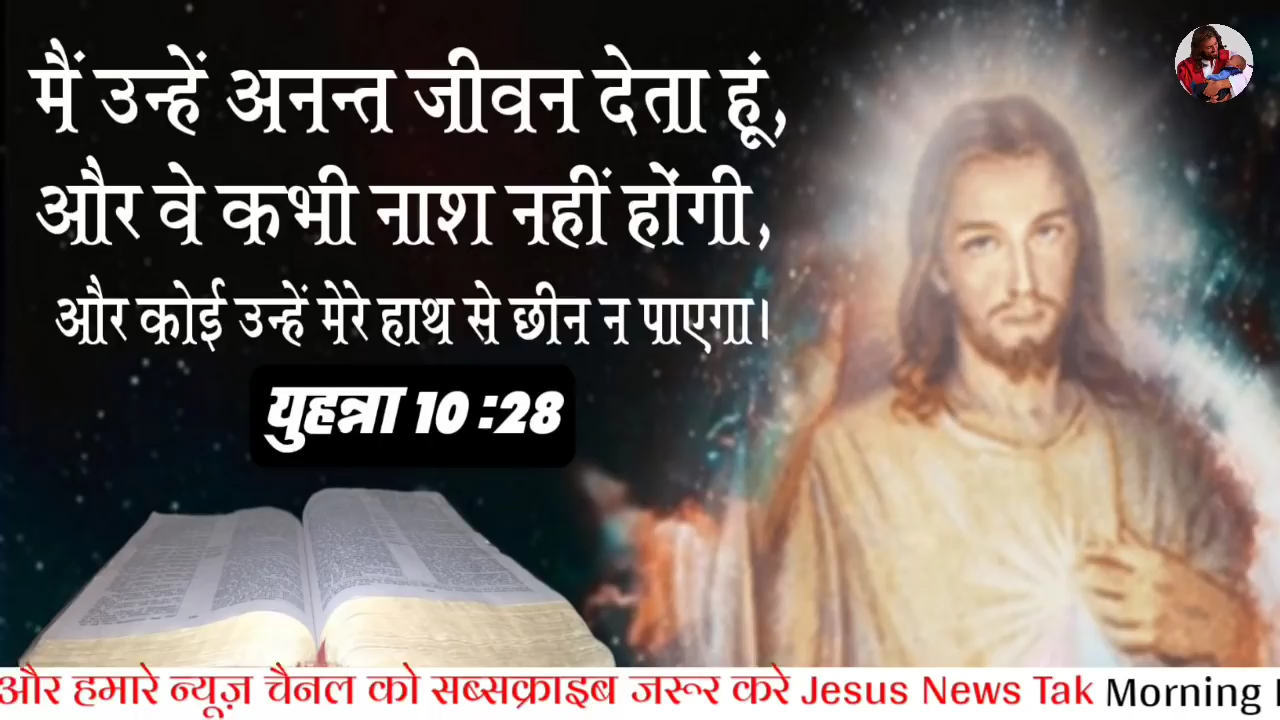 मैं उन्हें अनन्त जीवन देता हूं,
और वे कभी नाश नहीं होंगी,
और कोई उन्हें मेरे हाथ से छीन न पाएगा।
युहन्ना 10 :28
और हमारे न्यूज़ चैनल को सब्सक्राइब जरूर करे Jesus News Tak Morning